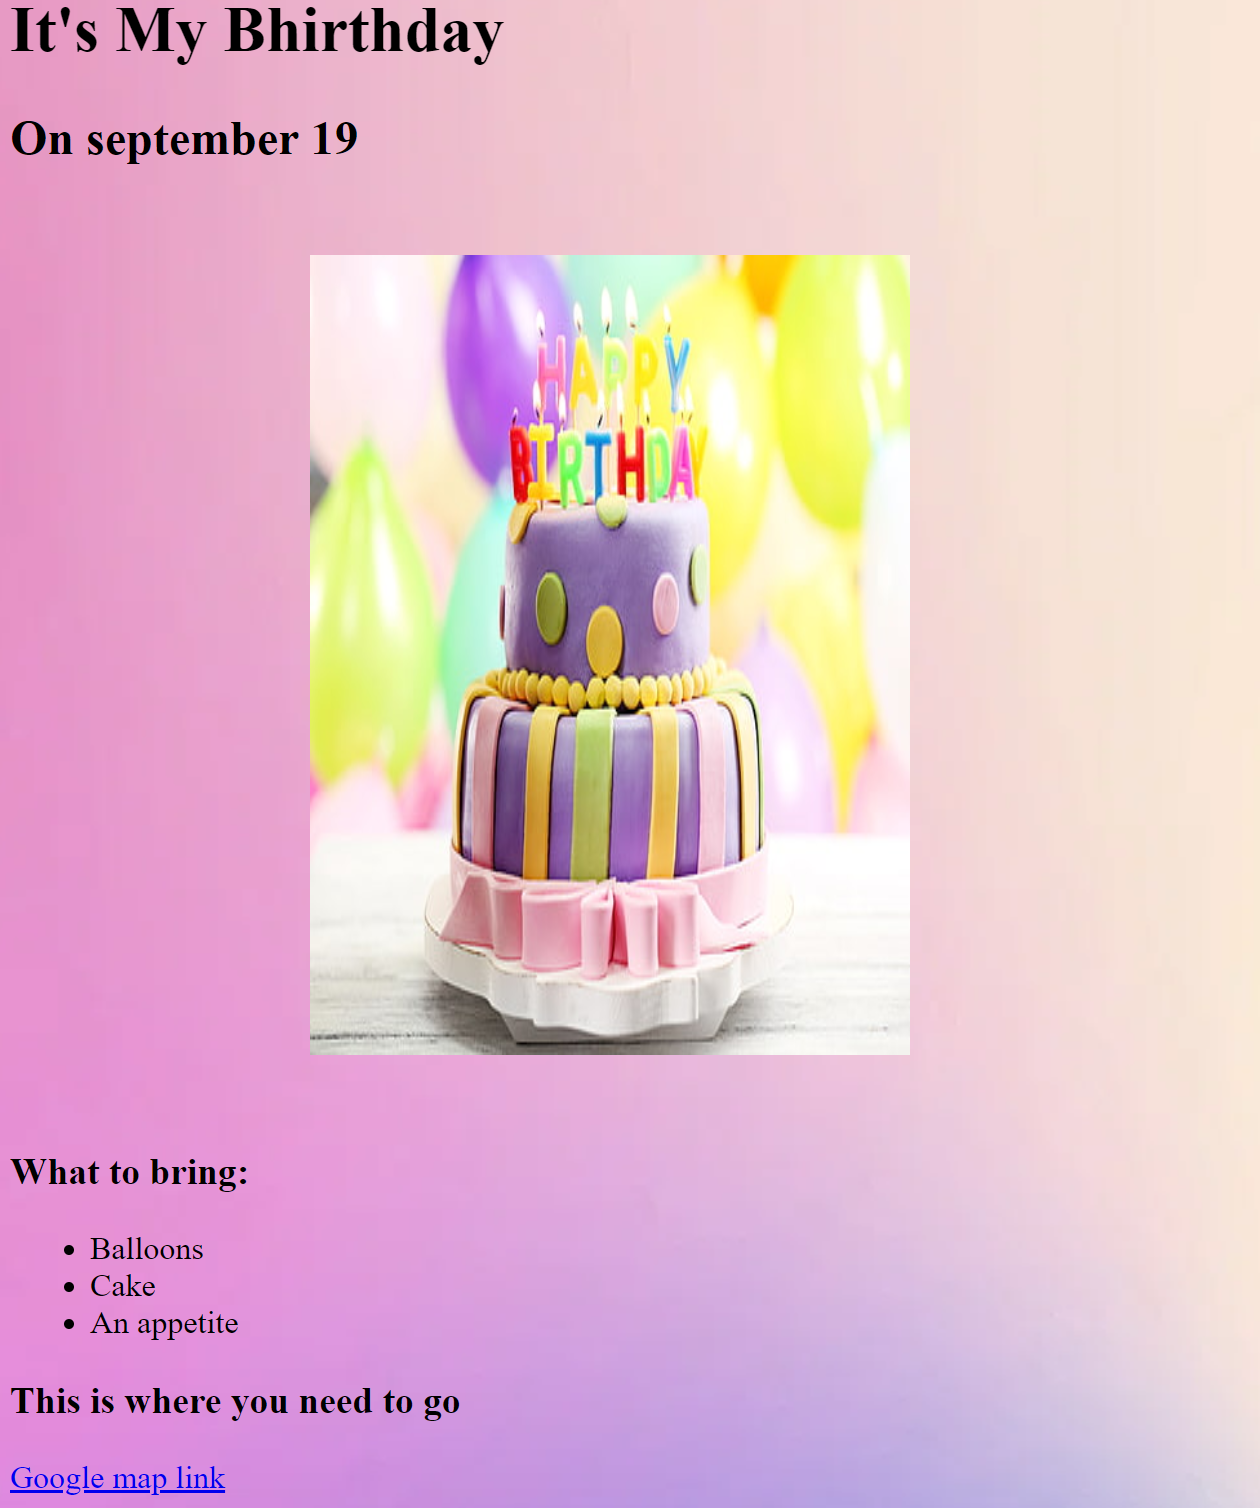 It's My Bhirthday
On september 19
HAPPY
BIRTHDAY
What to bring:
Balloons
Cake
An appetite
This is where you need to go
Google map link